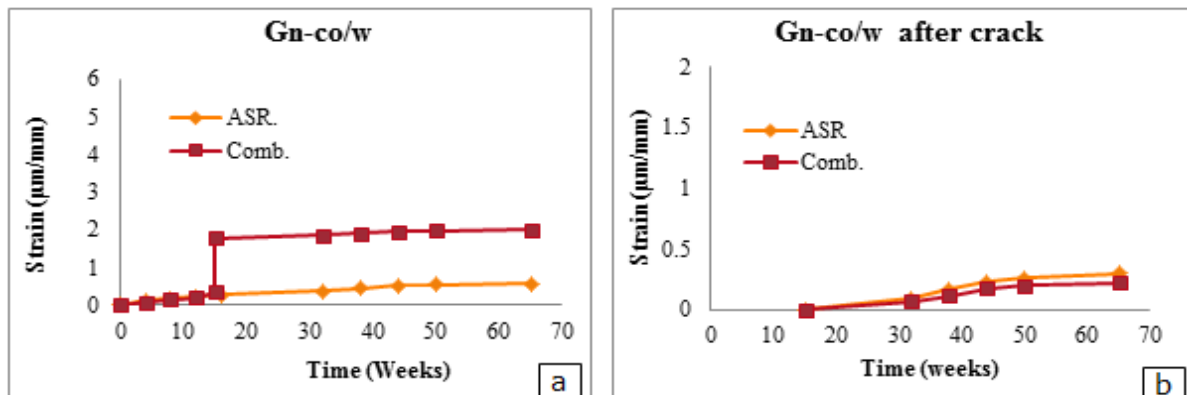 Gn-co/w
6
5
4
3
2
1
0
Strain (µm/mm)
ASR.
Comb.
0 10 20 30 40 50 60 70
Time (Weeks)
a
Gn-co/w after crack
2
1.5
1
0.5
0
Strain (µm/mm)
ASR
Comb.
0 10 20 30 40 50 60 70
Time (weeks)
b